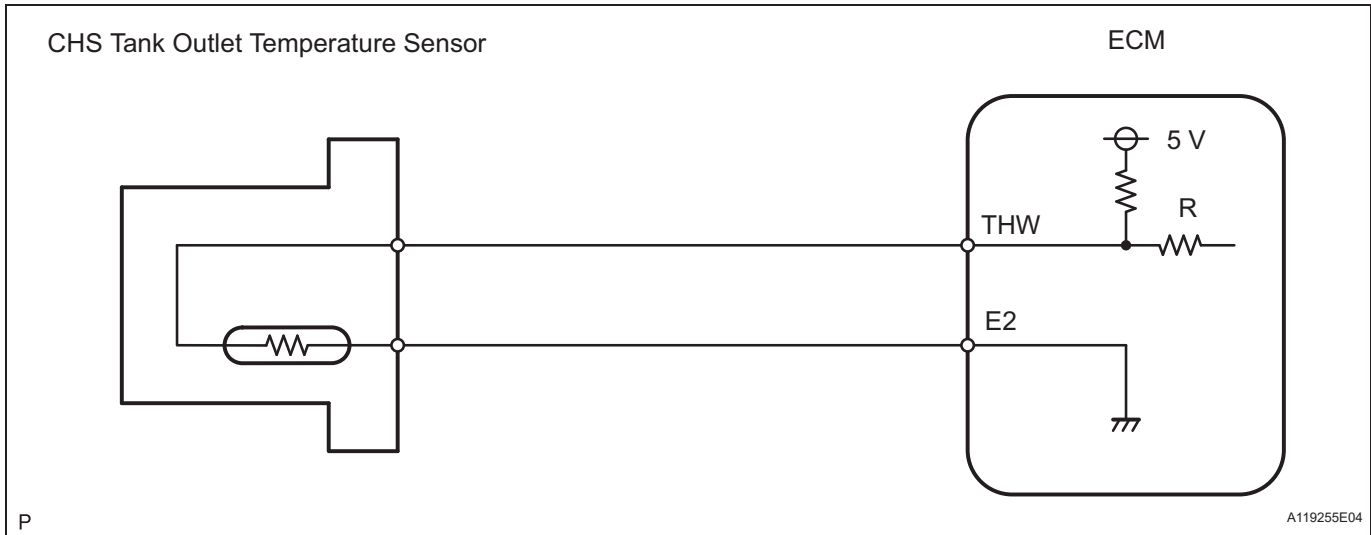 CHS Tank Outlet Temperature Sensor
ECM
5 V
R
THW
E2
P
A119255E04